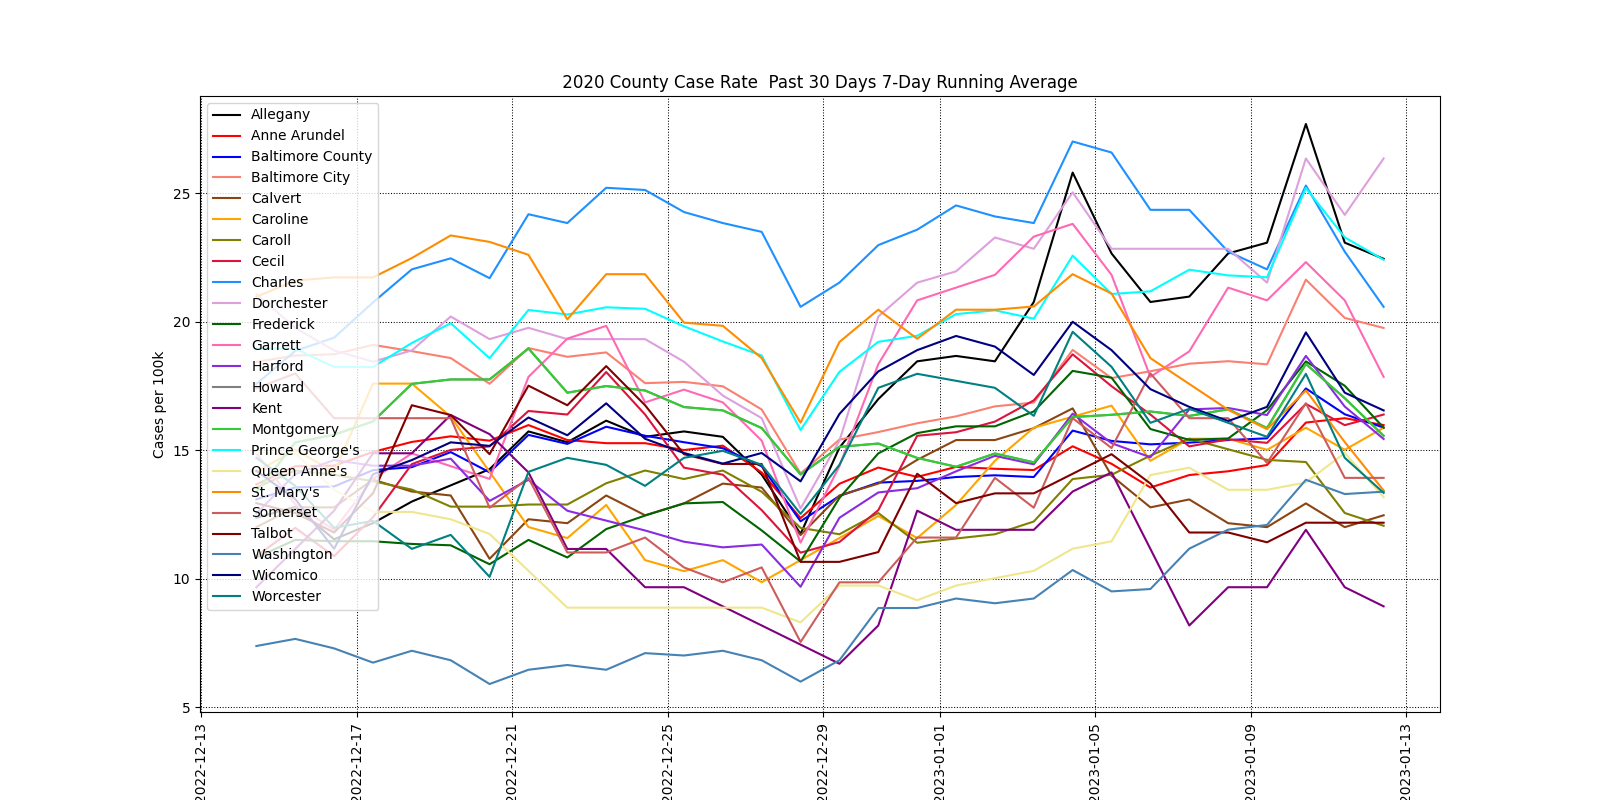 2020 County Case Rate  Past 30 Days 7-Day Running Average
Cases per 100k
25
20
15
10
5
Allegany
Anne Arundel
Baltimore County
Baltimore City
Calvert
Caroline
Caroll
Cecil
Charles
Dorchester
Frederick
Garrett
Harford
Howard
Kent
Montgomery
Prince George's
Queen Anne's
St. Mary's
Somerset
Talbot
Washington
Wicomico
Worcester
2022-12-13
2022-12-17
2022-12-21
2022-12-25
2022-12-29
2023-01-01
2023-01-05
2023-01-09
2023-01-13